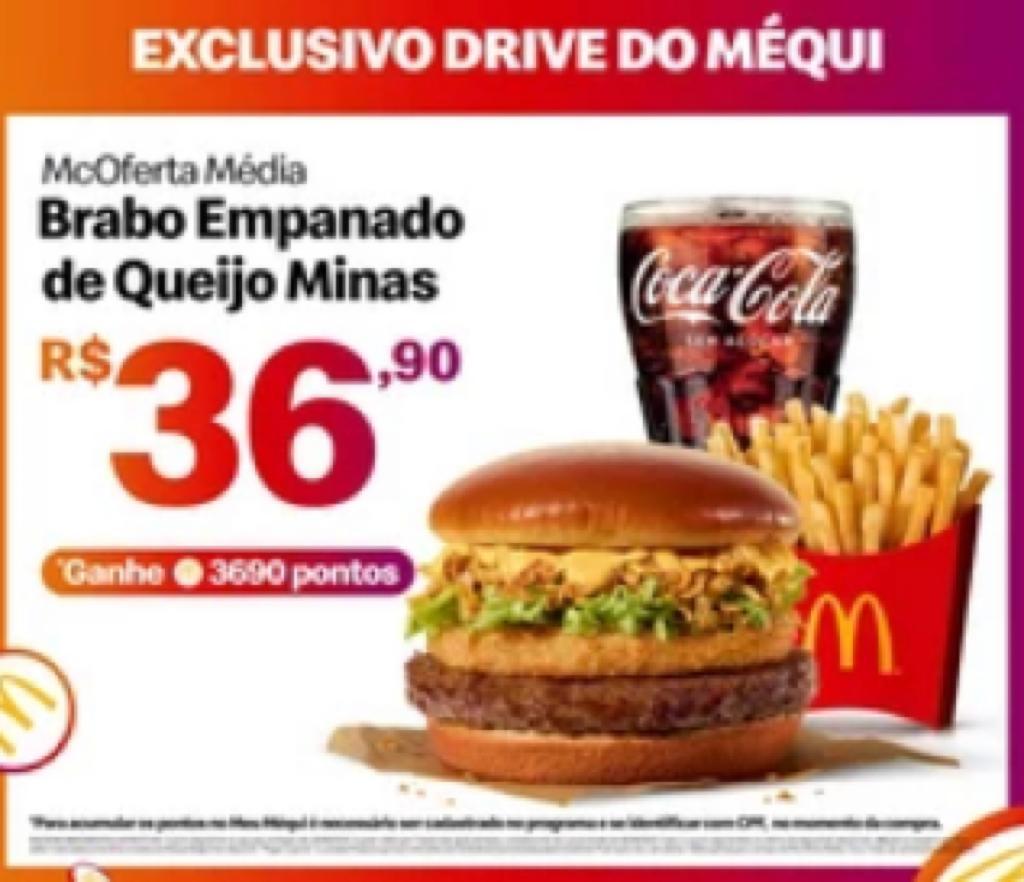 EXCLUSIVO DRIVE DO MÉQUI
McOferta Média
Brabo Empanado
de Queijo Minas
R$36,90
*Ganhe 3690 pontos
Coca-Cola
SEM AÇÚCAR
*Para acumular os pontos no Meu Méqui é necessário ser cadastrado no programa e se identificar com CPF, no momento da compra.